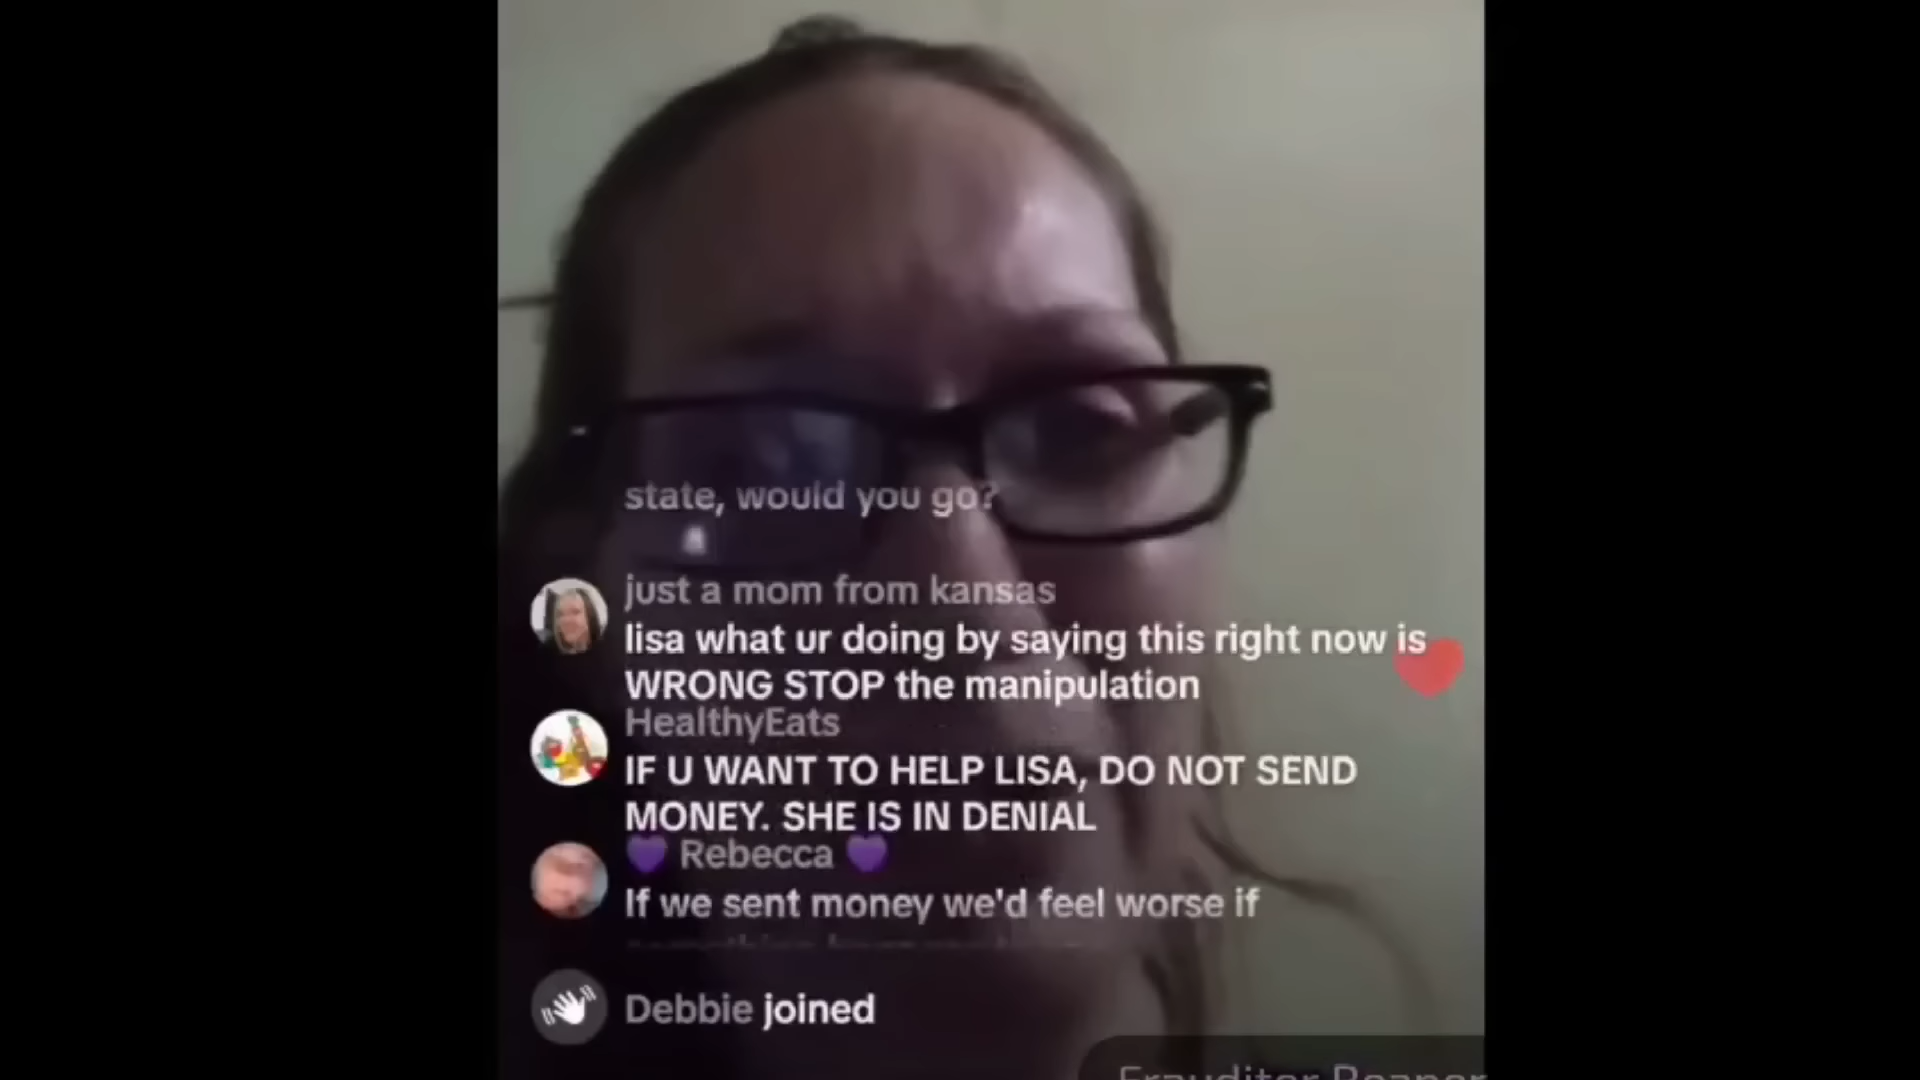 state, would you go?
just a mom from kansas
lisa what ur doing by saying this right now is
WRONG STOP the manipulation
HealthyEats
IF U WANT TO HELP LISA, DO NOT SEND
MONEY. SHE IS IN DENIAL
💜 Rebecca 💜
If we sent money we'd feel worse if
Debbie joined
Frauditor Reaper